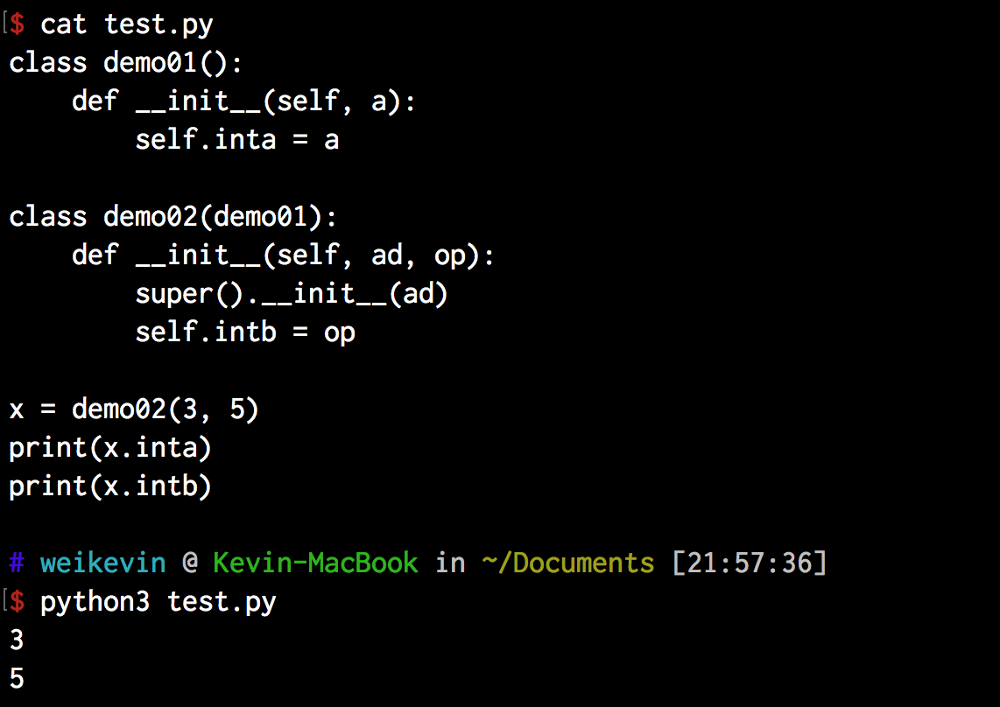 [$ cat test.py
class demo01():
    def __init__(self, a):
        self.inta = a

class demo02(demo01):
    def __init__(self, ad, op):
        super().__init__(ad)
        self.intb = op

x = demo02(3, 5)
print(x.inta)
print(x.intb)

# weikevin @ Kevin-MacBook in ~/Documents [21:57:36]
[$ python3 test.py
3
5